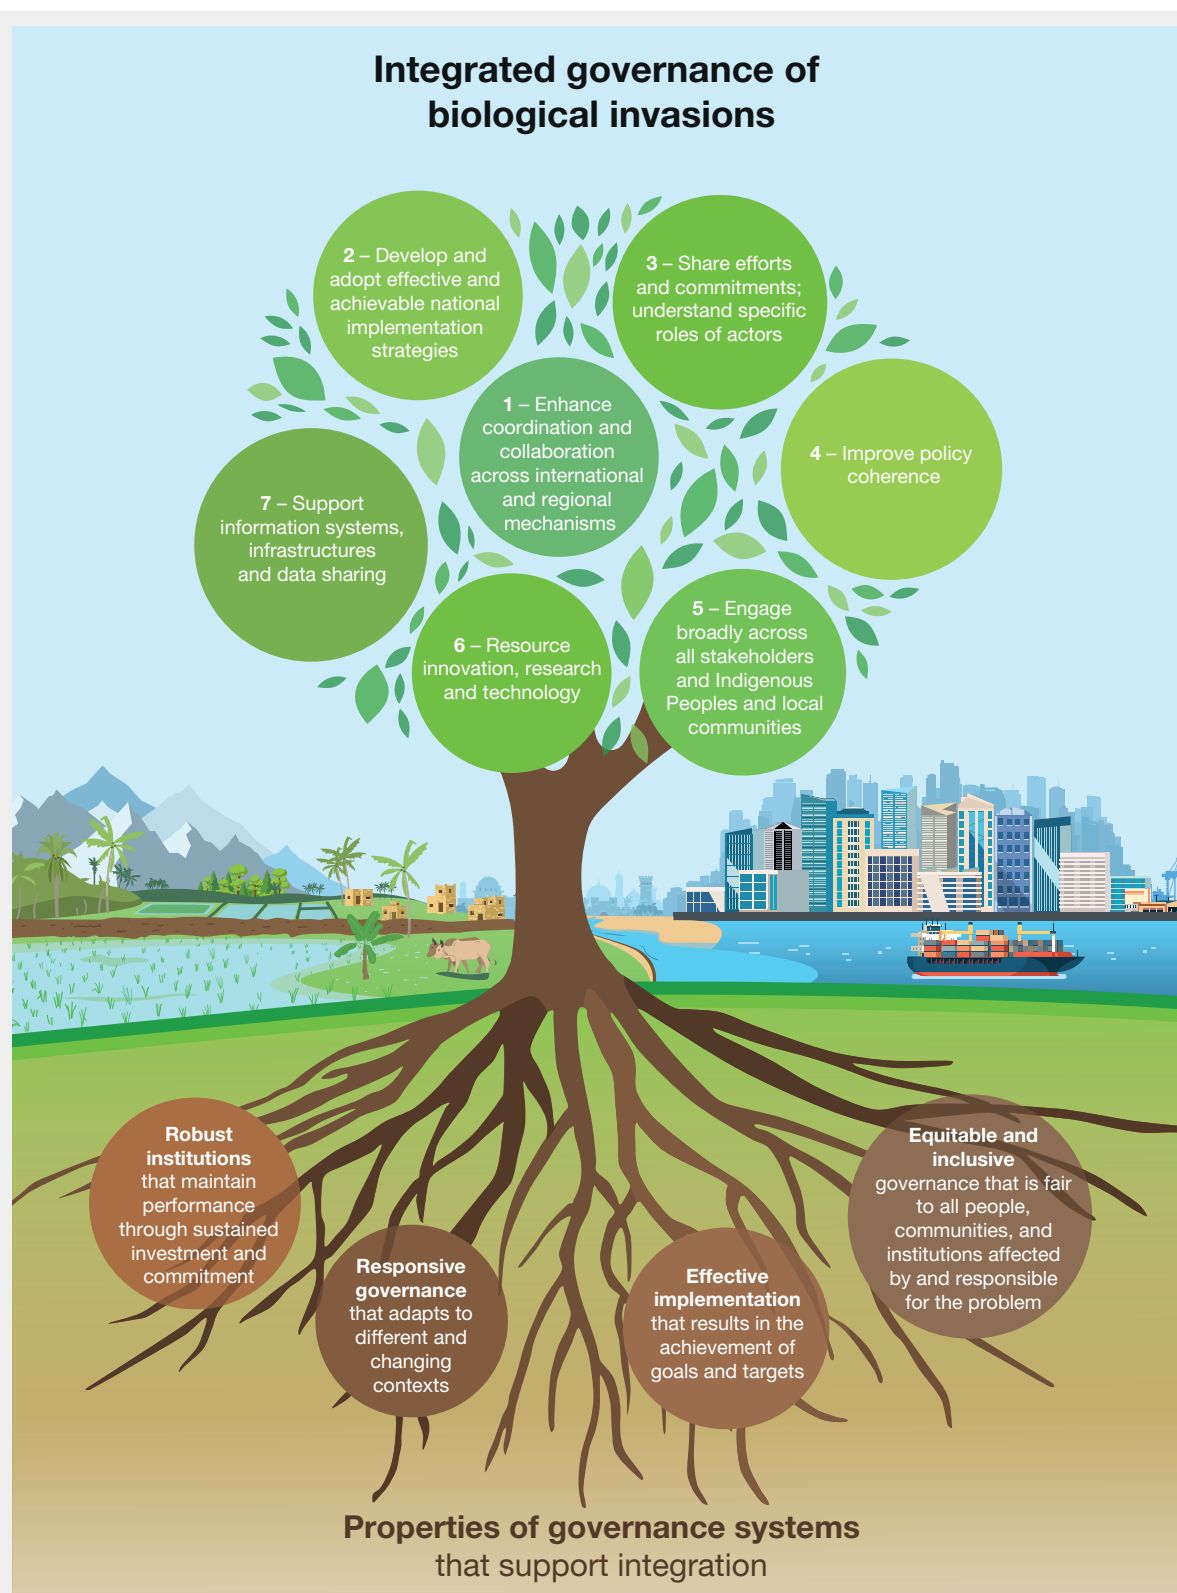 Integrated governance of
biological invasions
2 – Develop and
adopt effective and
achievable national
implementation
strategies
3 – Share efforts
and commitments;
understand specific
roles of actors
1 – Enhance
coordination and
collaboration
across international
and regional
mechanisms
4 – Improve policy
coherence
7 – Support
information systems,
infrastructures
and data sharing
6 – Resource
innovation, research
and technology
5 – Engage
broadly across
all stakeholders
and Indigenous
Peoples and local
communities
Robust
institutions
that maintain
performance
through sustained
investment and
commitment
Responsive
governance
that adapts to
different and
changing
contexts
Effective
implementation
that results in the
achievement of
goals and targets
Equitable and
inclusive
governance that is fair
to all people,
communities, and
institutions affected
by and responsible
for the problem
Properties of governance systems
that support integration